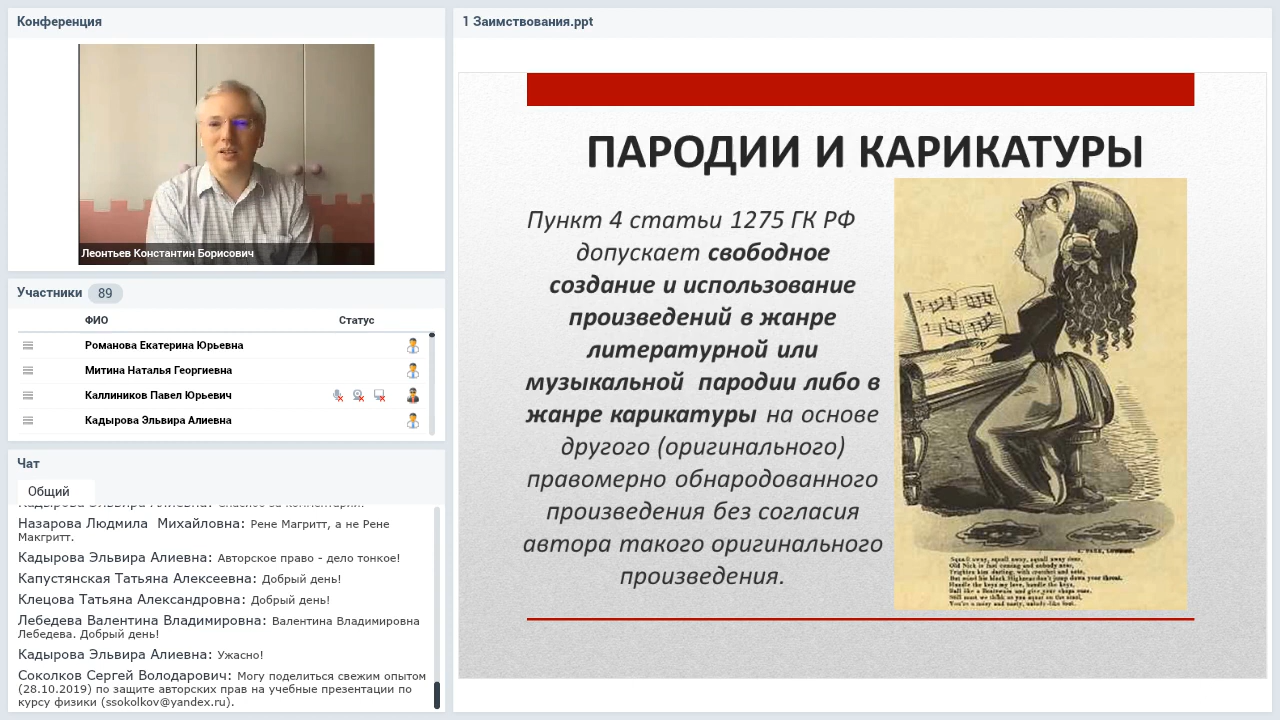 Конференция
Леонтьев Константин Борисович
Участники 89
ФИО Статус
Романова Екатерина Юрьевна
Митина Наталья Георгиевна
Каллиников Павел Юрьевич
Кадырова Эльвира Алиевна
Чат
Общий
Назарова Людмила Михайловна: Рене Магритт, а не Рене
Макгритт.
Кадырова Эльвира Алиевна: Авторское право - дело тонкое!
Капустянская Татьяна Алексеевна: Добрый день!
Клецова Татьяна Александровна: Добрый день!
Лебедева Валентина Владимировна: Валентина Владимировна
Лебедева. Добрый день!
Кадырова Эльвира Алиевна: Ужасно!
Соколков Сергей Володарович: Могу поделиться свежим опытом
(28.10.2019) по защите авторских прав на учебные презентации по
курсу физики (ssokolkov@yandex.ru).
1 Заимствования.ppt
ПАРОДИИ И КАРИКАТУРЫ
Пункт 4 статьи 1275 ГК РФ
допускает свободное
создание и использование
произведений в жанре
литературной или
музыкальной пародии либо в
жанре карикатуры на основе
другого (оригинального)
правомерно обнародованного
произведения без согласия
автора такого оригинального
произведения.